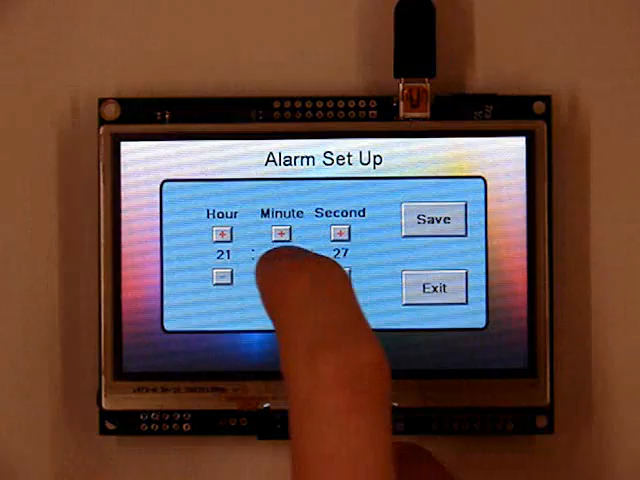 Alarm Set Up
Hour Minute Second
+ + +
21 : 27
-
Save
Exit